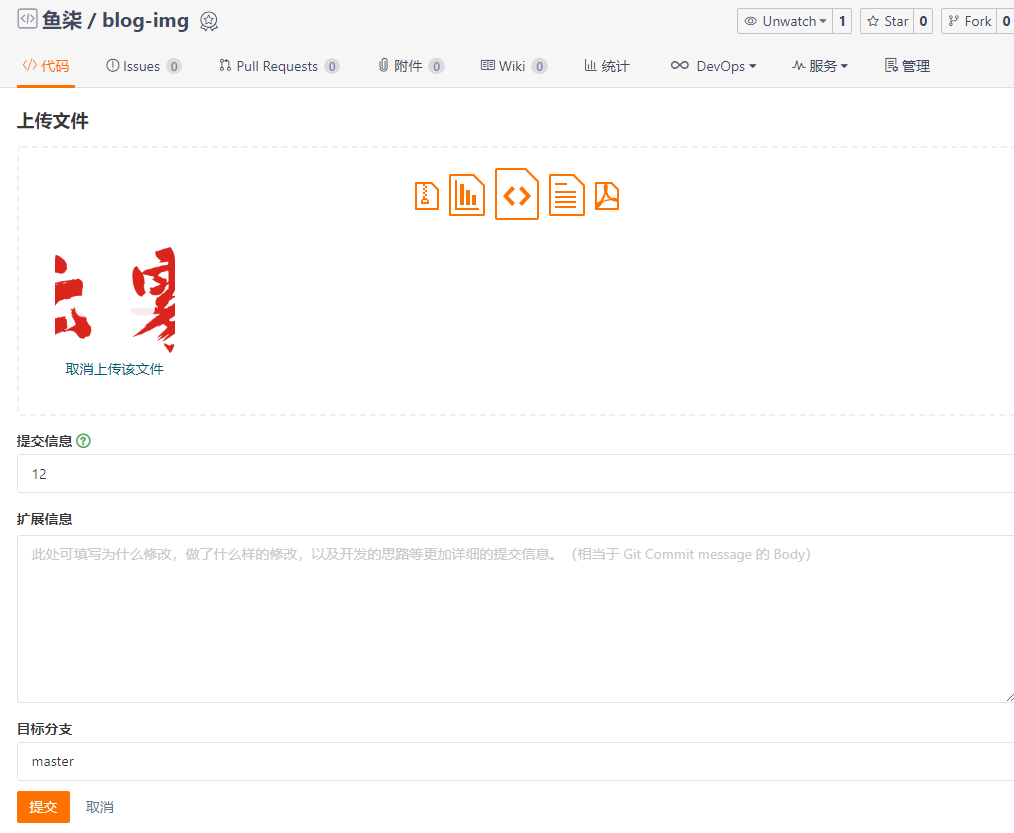 鱼柒 / blog-img
Unwatch 1 Star 0 Fork 0
代码 Issues 0 Pull Requests 0 附件 0 Wiki 0 统计 DevOps 服务 管理
上传文件
取消上传该文件
提交信息
12
扩展信息
此处可填写为什么修改，做了什么样的修改，以及开发的思路等更加详细的提交信息。（相当于 Git Commit message 的 Body）
目标分支
master
提交 取消